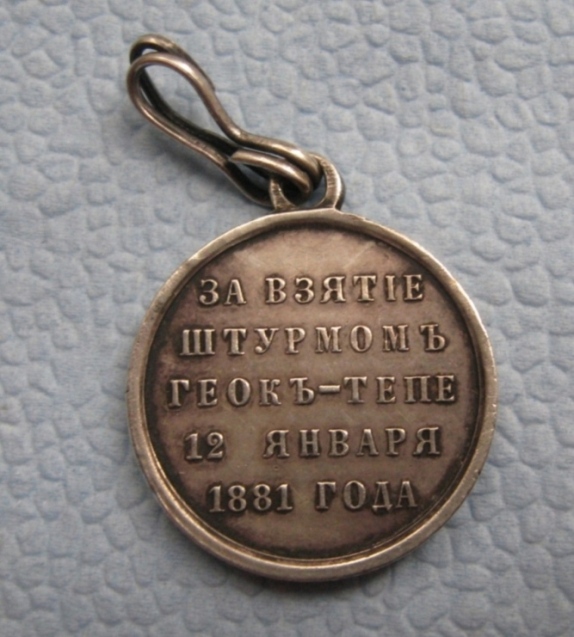 ЗА ВЗЯТІЕ
ШТУРМОМЪ
ГЕОКЪ-ТЕПЕ
12 ЯНВАРЯ
1881 ГОДА